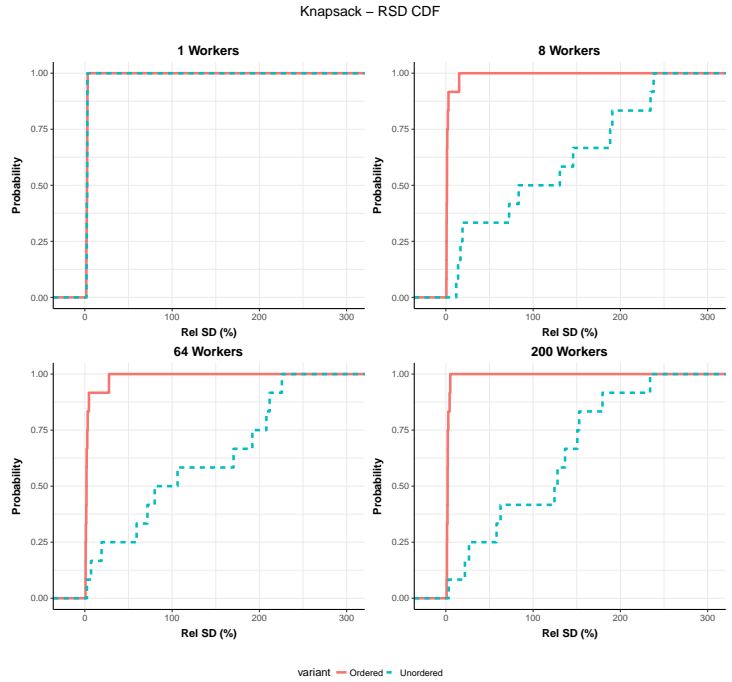 Knapsack – RSD CDF
1 Workers
1.00
0.75
0.50
0.25
0.00
Probability
0 100 200 300
Rel SD (%)
8 Workers
1.00
0.75
0.50
0.25
0.00
Probability
0 100 200 300
Rel SD (%)
64 Workers
1.00
0.75
0.50
0.25
0.00
Probability
0 100 200 300
Rel SD (%)
200 Workers
1.00
0.75
0.50
0.25
0.00
Probability
0 100 200 300
Rel SD (%)
variant Ordered Unordered